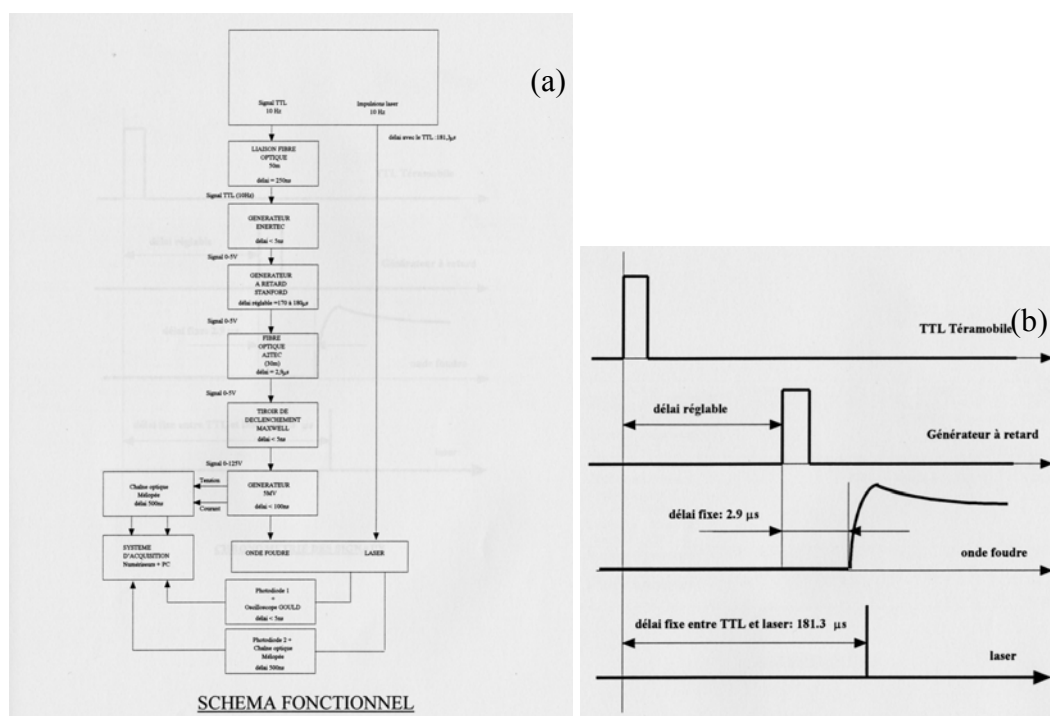 (a)
Signal TTL
10 Hz
Impulsions laser
10 Hz
délai avec le TTL :181,3µs
LIAISON FIBRE
OPTIQUE
50m
délai = 250ns
Signal TTL (10Hz)
GENERATEUR
ENERTEC
délai < 5ns
Signal 0-5V
GENERATEUR
A RETARD
STANFORD
délai réglable =170 à 180µs
Signal 0-5V
FIBRE
OPTIQUE
A2TEC
(30m)
délai = 2,9µs
Signal 0-5V
TIROIR DE
DECLENCHEMENT
MAXWELL
délai < 5ns
Signal 0-125V
Chaîne optique
Méliopée
délai 500ns
Tension
Courant
GENERATEUR
5MV
délai < 100ns
SYSTEME
D'ACQUISITION
Numériseurs + PC
ONDE FOUDRE
LASER
Photodiode 1
+
Oscilloscope GOULD
délai < 5ns
Photodiode 2 +
Chaîne optique
Méliopée
délai 500ns
SCHEMA FONCTIONNEL
(b)
TTL Téramobile
délai réglable
Générateur à retard
délai fixe: 2.9 µs
onde foudre
délai fixe entre TTL et laser: 181.3 µs
laser